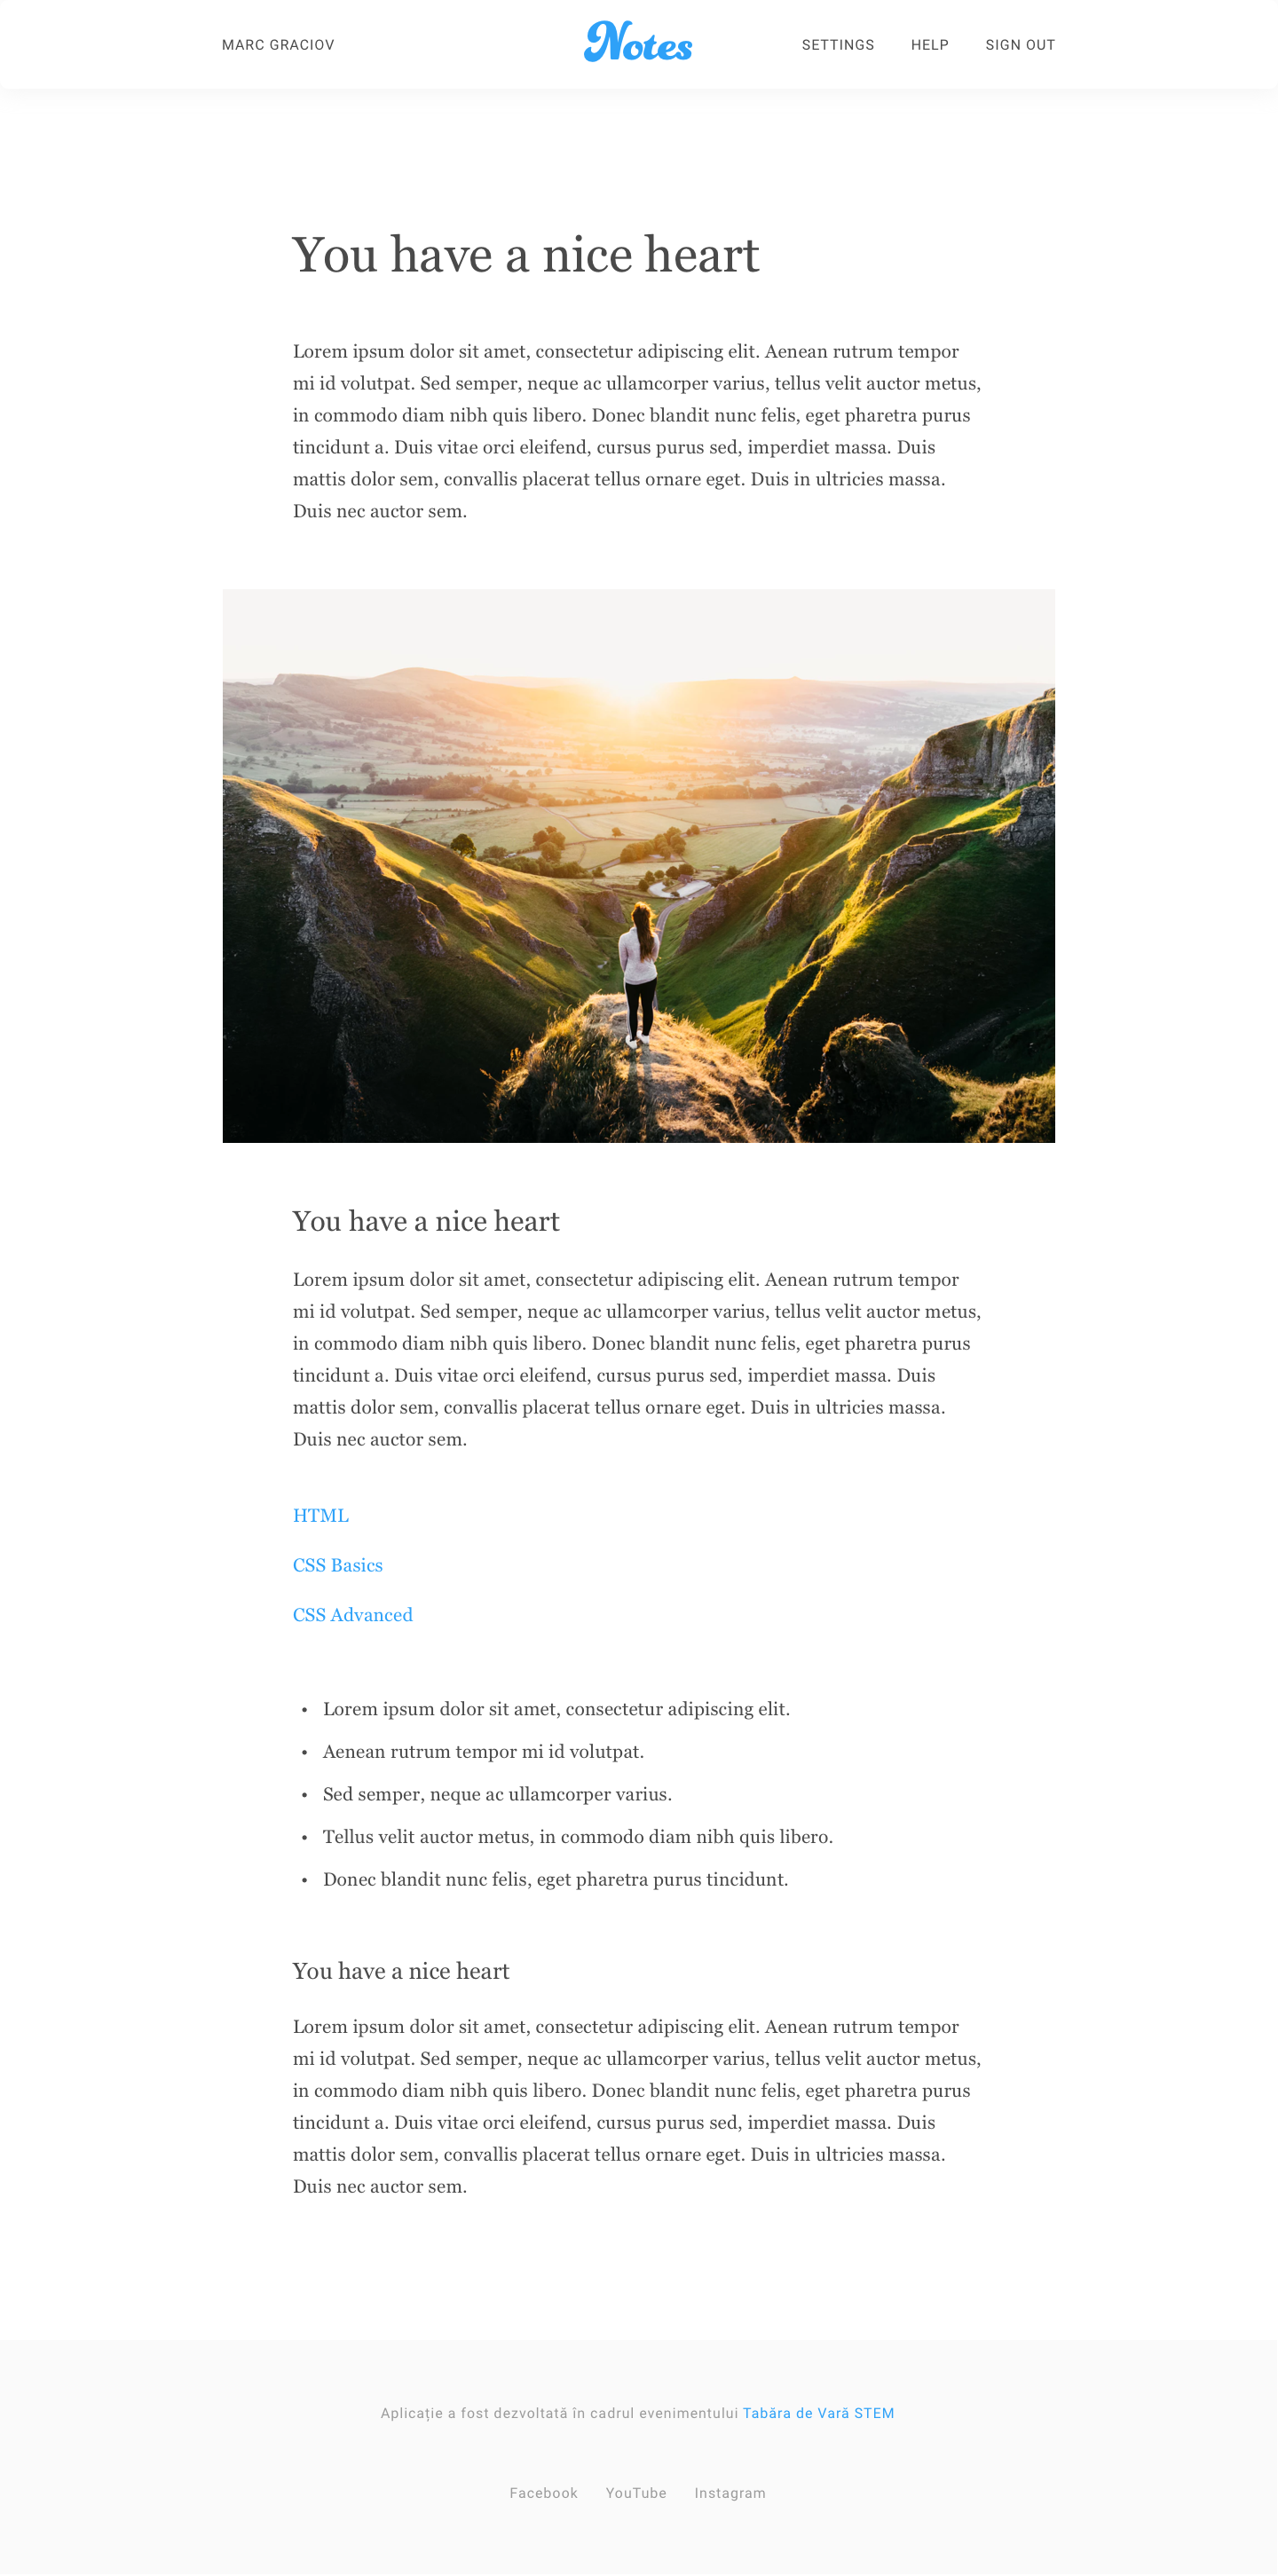 MARC GRACIOV
Notes
SETTINGS
HELP
SIGN OUT
You have a nice heart
Lorem ipsum dolor sit amet, consectetur adipiscing elit. Aenean rutrum tempor
mi id volutpat. Sed semper, neque ac ullamcorper varius, tellus velit auctor metus,
in commodo diam nibh quis libero. Donec blandit nunc felis, eget pharetra purus
tincidunt a. Duis vitae orci eleifend, cursus purus sed, imperdiet massa. Duis
mattis dolor sem, convallis placerat tellus ornare eget. Duis in ultricies massa.
Duis nec auctor sem.
You have a nice heart
Lorem ipsum dolor sit amet, consectetur adipiscing elit. Aenean rutrum tempor
mi id volutpat. Sed semper, neque ac ullamcorper varius, tellus velit auctor metus,
in commodo diam nibh quis libero. Donec blandit nunc felis, eget pharetra purus
tincidunt a. Duis vitae orci eleifend, cursus purus sed, imperdiet massa. Duis
mattis dolor sem, convallis placerat tellus ornare eget. Duis in ultricies massa.
Duis nec auctor sem.
HTML
CSS Basics
CSS Advanced
• Lorem ipsum dolor sit amet, consectetur adipiscing elit.
• Aenean rutrum tempor mi id volutpat.
• Sed semper, neque ac ullamcorper varius.
• Tellus velit auctor metus, in commodo diam nibh quis libero.
• Donec blandit nunc felis, eget pharetra purus tincidunt.
You have a nice heart
Lorem ipsum dolor sit amet, consectetur adipiscing elit. Aenean rutrum tempor
mi id volutpat. Sed semper, neque ac ullamcorper varius, tellus velit auctor metus,
in commodo diam nibh quis libero. Donec blandit nunc felis, eget pharetra purus
tincidunt a. Duis vitae orci eleifend, cursus purus sed, imperdiet massa. Duis
mattis dolor sem, convallis placerat tellus ornare eget. Duis in ultricies massa.
Duis nec auctor sem.
Aplicație a fost dezvoltată în cadrul evenimentului Tabăra de Vară STEM
Facebook
YouTube
Instagram